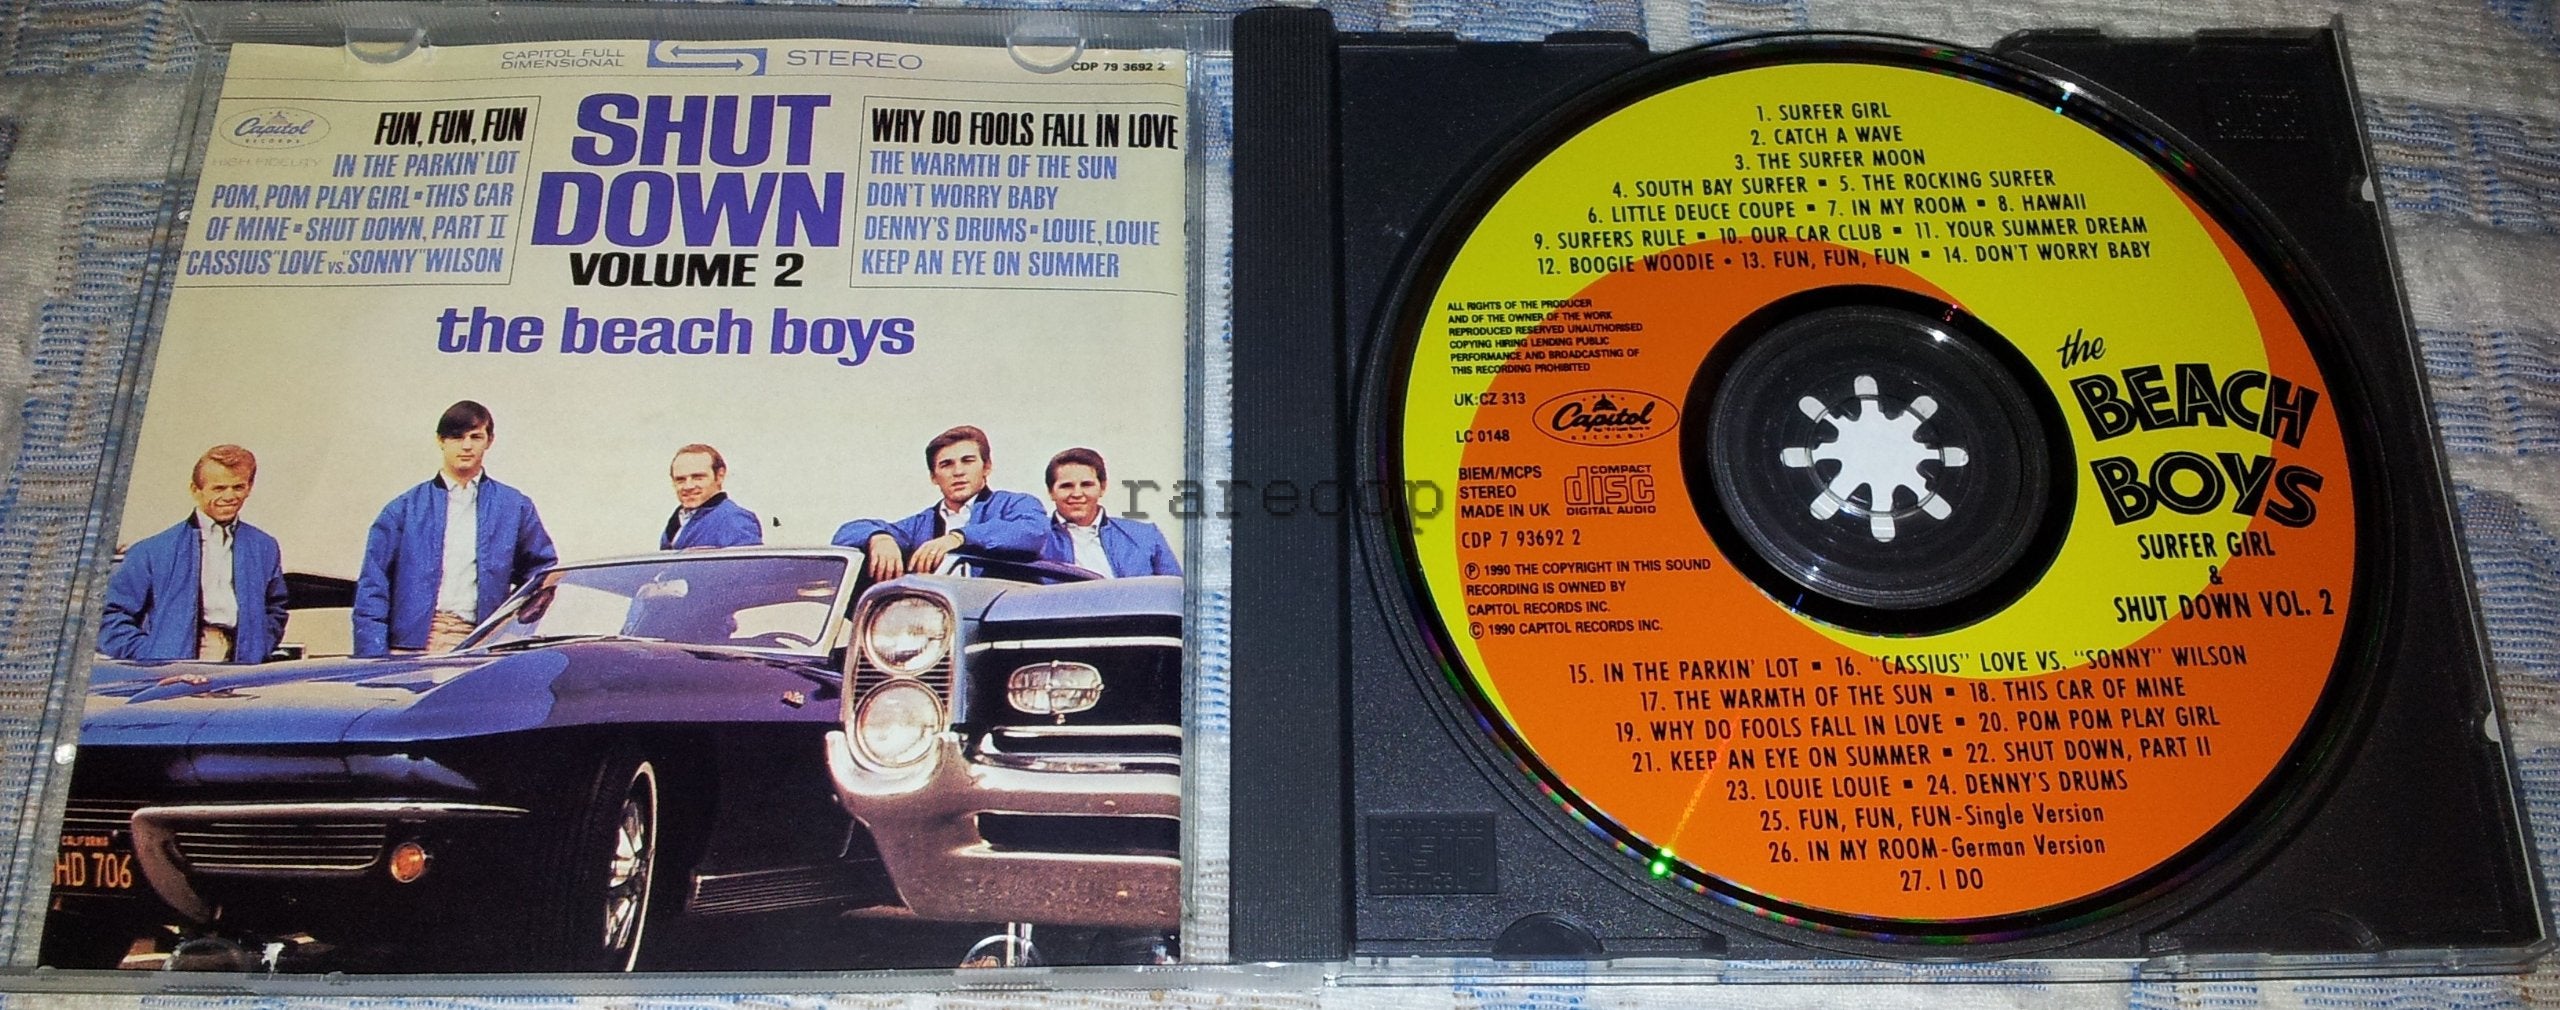 CAPITOL FULL
DIMENSIONAL
STEREO
CDP 79 3692 2
Capitol
RECORDS
HIGH FIDELITY
FUN, FUN, FUN
IN THE PARKIN' LOT
POM, POM PLAY GIRL ▪ THIS CAR
OF MINE ▪ SHUT DOWN, PART II
"CASSIUS" LOVE vs. "SONNY" WILSON
SHUT
DOWN
VOLUME 2
WHY DO FOOLS FALL IN LOVE
THE WARMTH OF THE SUN
DON'T WORRY BABY
DENNY'S DRUMS ▪ LOUIE, LOUIE
KEEP AN EYE ON SUMMER
the beach boys
CALIFORNIA
HD 706
rarecop
1. SURFER GIRL
2. CATCH A WAVE
3. THE SURFER MOON
4. SOUTH BAY SURFER ▪ 5. THE ROCKING SURFER
6. LITTLE DEUCE COUPE ▪ 7. IN MY ROOM ▪ 8. HAWAII
9. SURFERS RULE ▪ 10. OUR CAR CLUB ▪ 11. YOUR SUMMER DREAM
12. BOOGIE WOODIE • 13. FUN, FUN, FUN ▪ 14. DON'T WORRY BABY
ALL RIGHTS OF THE PRODUCER
AND OF THE OWNER OF THE WORK
REPRODUCED RESERVED UNAUTHORISED
COPYING HIRING LENDING PUBLIC
PERFORMANCE AND BROADCASTING OF
THIS RECORDING PROHIBITED
UK:CZ 313
LC 0148
Capitol
RECORDS
BIEM/MCPS
STEREO
MADE IN UK
COMPACT
disc
DIGITAL AUDIO
CDP 7 93692 2
℗ 1990 THE COPYRIGHT IN THIS SOUND
RECORDING IS OWNED BY
CAPITOL RECORDS INC.
© 1990 CAPITOL RECORDS INC.
the
BEACH
BOYS
SURFER GIRL
&
SHUT DOWN VOL. 2
15. IN THE PARKIN' LOT ▪ 16. "CASSIUS" LOVE VS. "SONNY" WILSON
17. THE WARMTH OF THE SUN ▪ 18. THIS CAR OF MINE
19. WHY DO FOOLS FALL IN LOVE ▪ 20. POM POM PLAY GIRL
21. KEEP AN EYE ON SUMMER ▪ 22. SHUT DOWN, PART II
23. LOUIE LOUIE ▪ 24. DENNY'S DRUMS
25. FUN, FUN, FUN-Single Version
26. IN MY ROOM-German Version
27. I DO